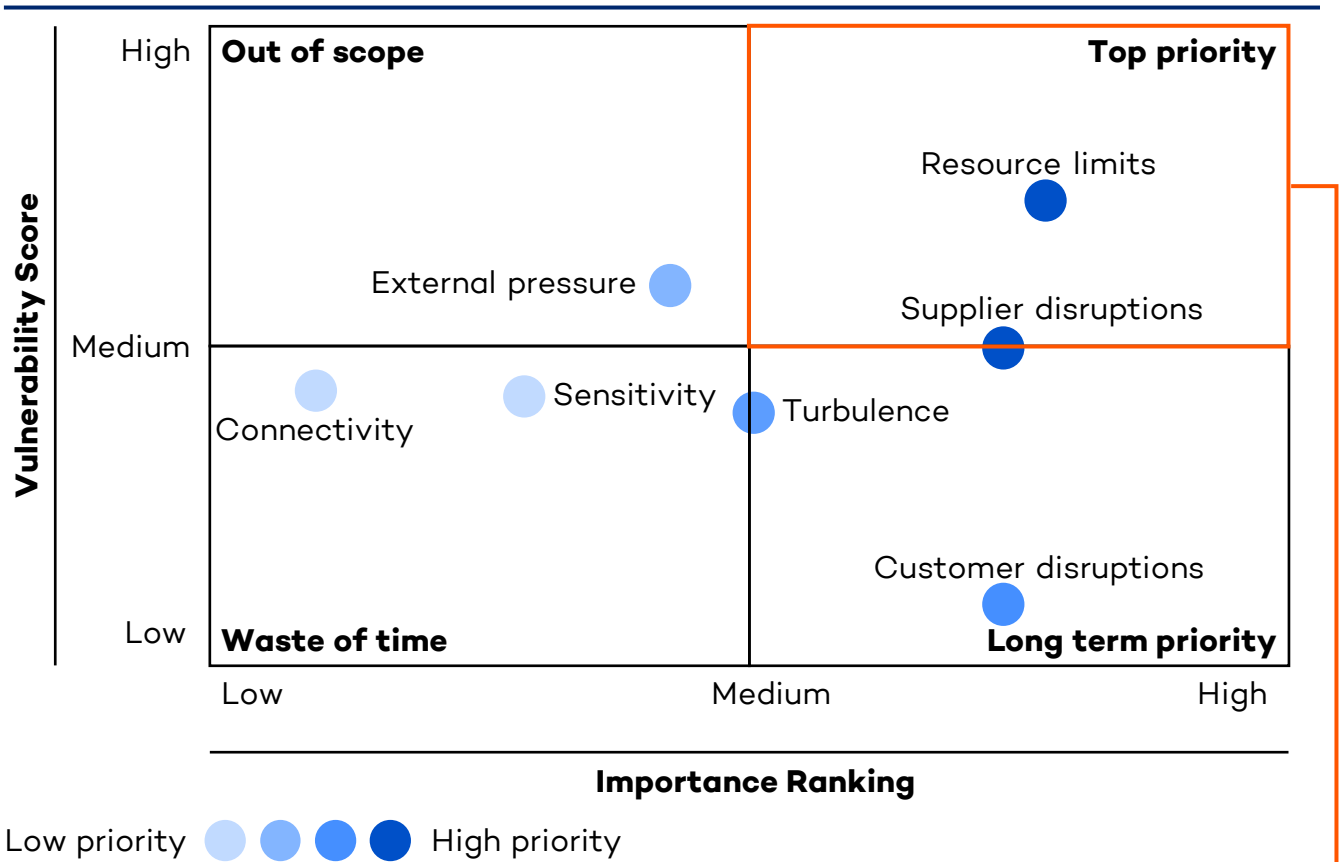 High
Out of scope
Top priority
Resource limits
External pressure
Supplier disruptions
Vulnerability Score
Medium
Connectivity
Sensitivity
Turbulence
Customer disruptions
Low
Waste of time
Long term priority
Low
Medium
High
Importance Ranking
Low priority
High priority